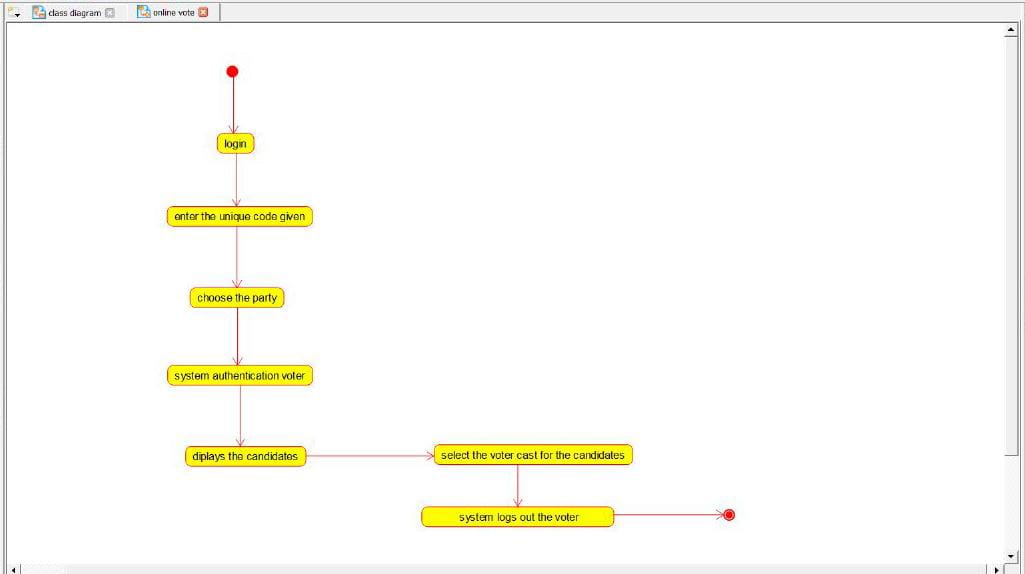 class diagram
online vote
login
enter the unique code given
choose the party
system authentication voter
diplays the candidates
select the voter cast for the candidates
system logs out the voter